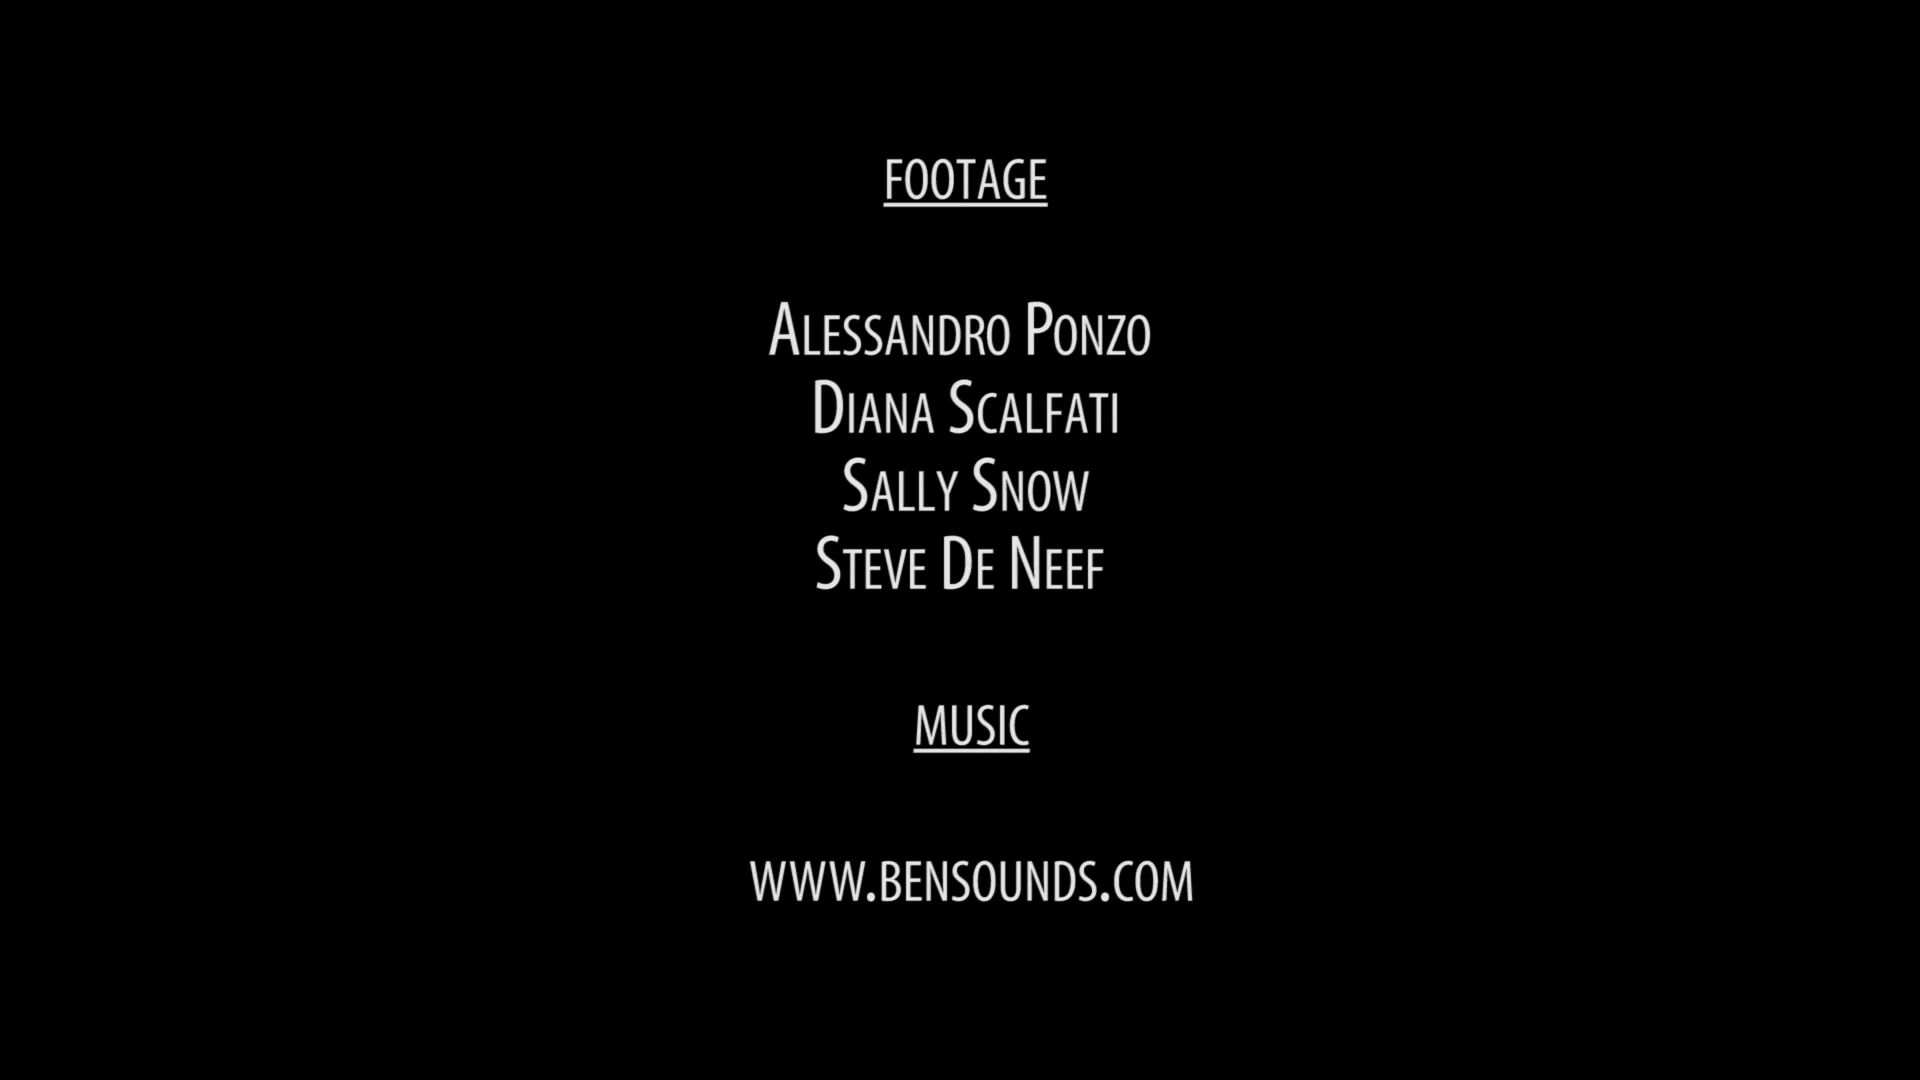 FOOTAGE
Alessandro Ponzo
Diana Scalfati
Sally Snow
Steve De Neef
MUSIC
WWW.BENSOUNDS.COM